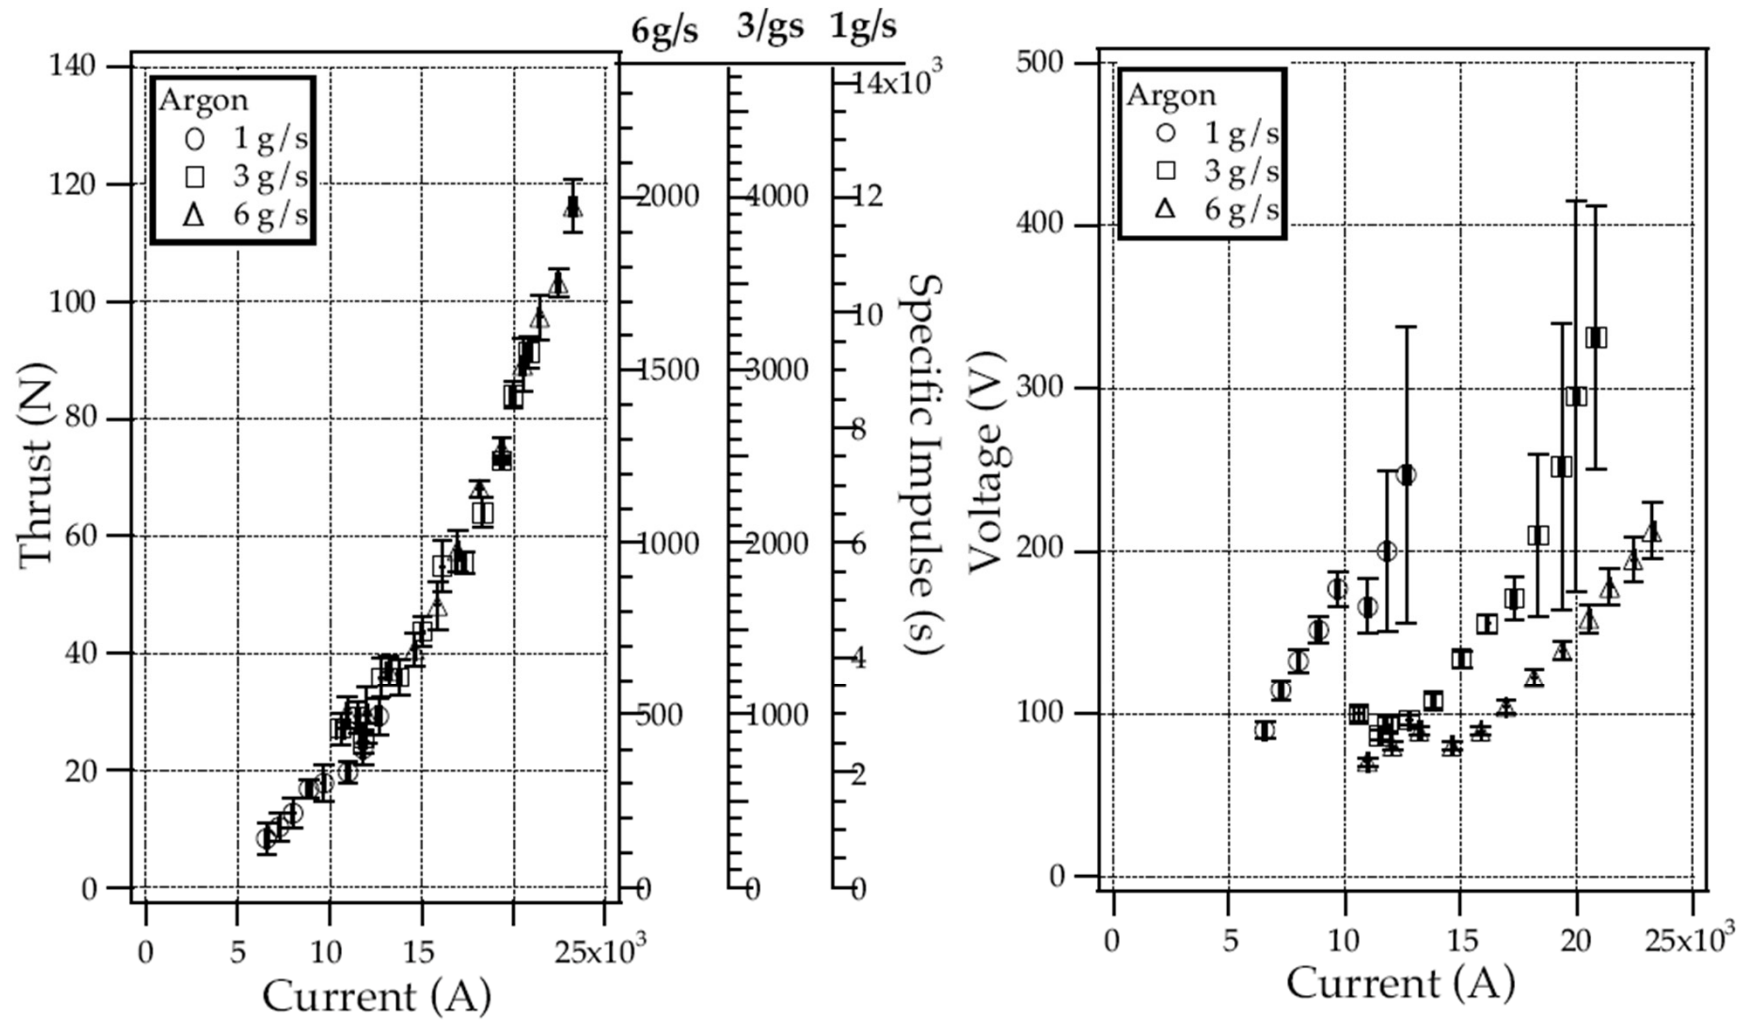 6g/s 3/gs 1g/s
140
120
100
80
60
40
20
0
Thrust (N)
Argon
1 g/s
3 g/s
6 g/s
0 5 10 15 25x10³
Current (A)
2000
1500
1000
500
0
4000
3000
2000
1000
0
14x10³
12
10
8
6
4
2
0
Specific Impulse (s)
500
400
300
200
100
0
Voltage (V)
Argon
1 g/s
3 g/s
6 g/s
0 5 10 15 20 25x10³
Current (A)